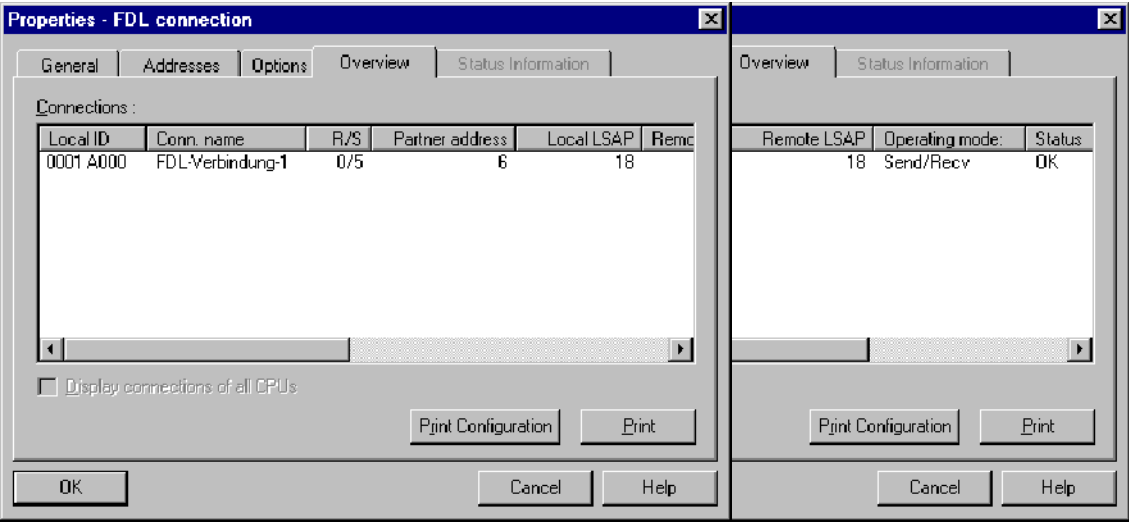 Properties - FDL connection
General Addresses Options Overview Status Information
Connections :
Local ID Conn. name R/S Partner address Local LSAP Remo
0001 A000 FDL-Verbindung-1 0/5 6 18
Display connections of all CPUs
Print Configuration Print
OK Cancel Help
Overview Status Information
Remote LSAP Operating mode: Status
18 Send/Recv OK
Print Configuration Print
Cancel Help